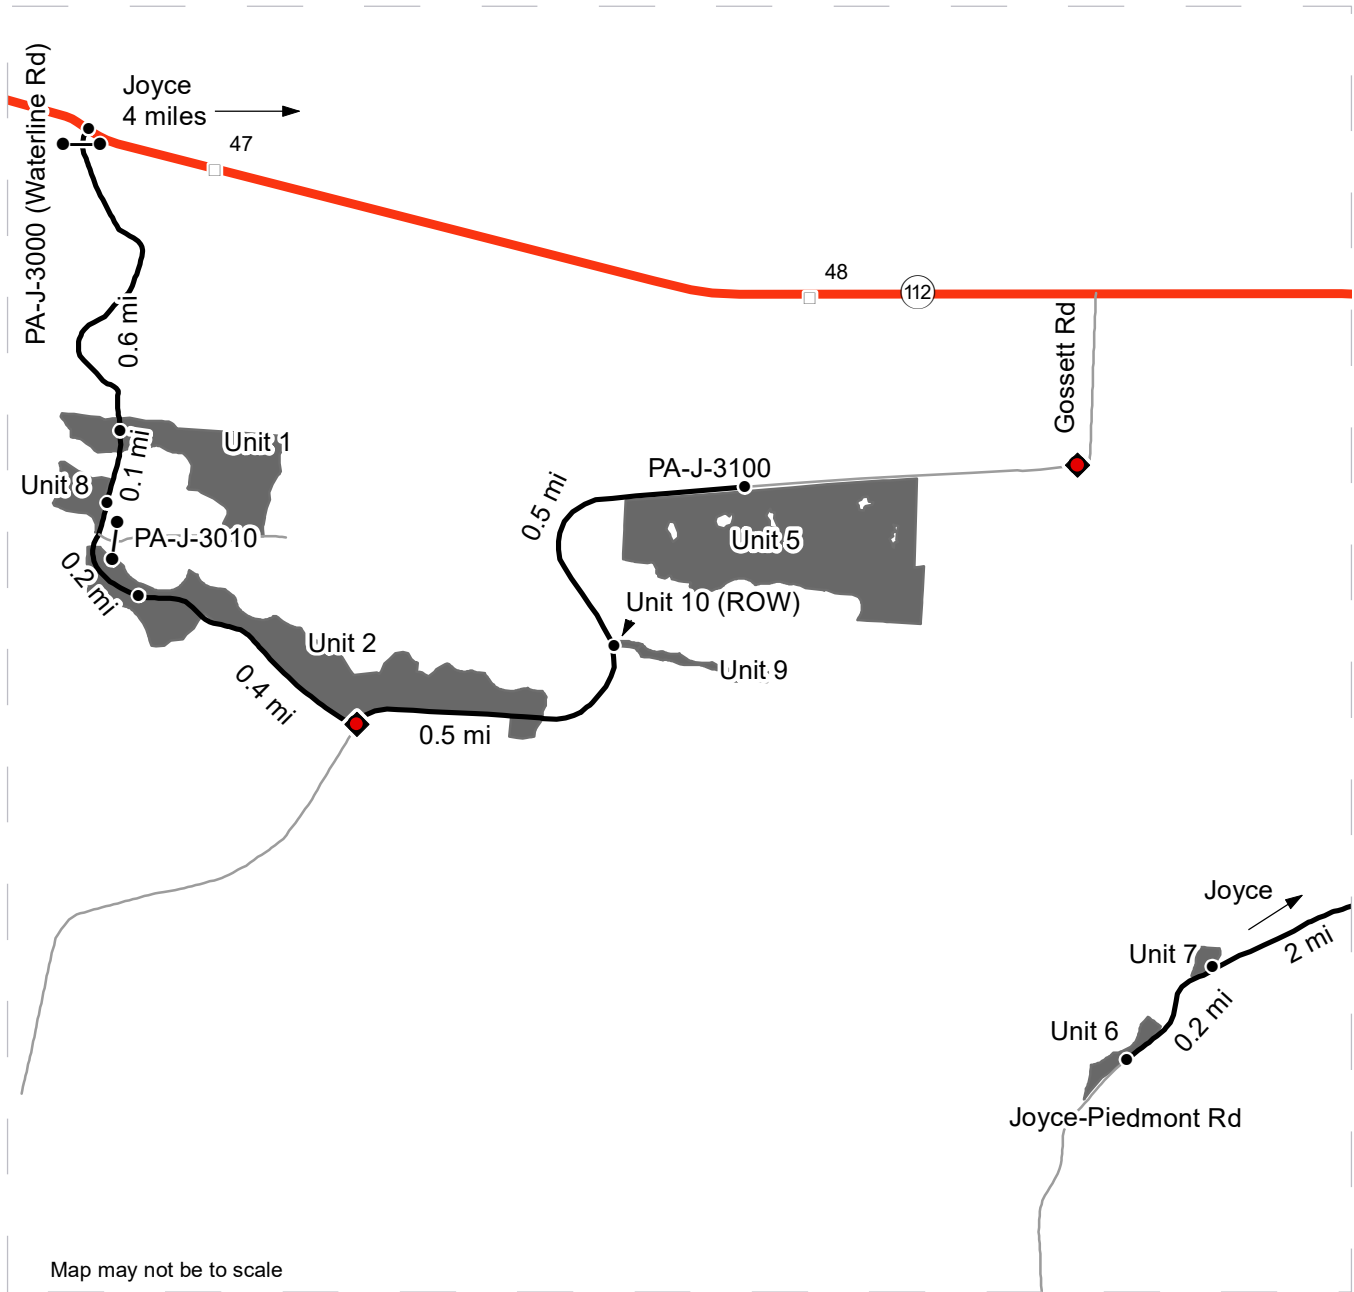 PA-J-3000 (Waterline Rd)
Joyce
4 miles
47
48
112
Gossett Rd
0.6 mi
Unit 1
0.1 mi
Unit 8
PA-J-3010
0.2 mi
PA-J-3100
0.5 mi
Unit 5
Unit 10 (ROW)
Unit 2
Unit 9
0.4 mi
0.5 mi
Joyce
Unit 7
2 mi
0.2 mi
Unit 6
Joyce-Piedmont Rd
Map may not be to scale